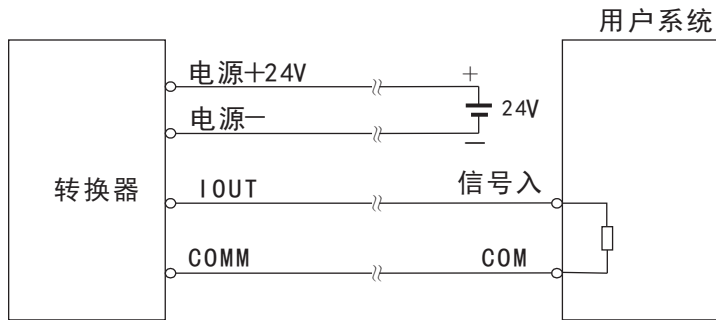 用户系统
电源+24V
+
电源—
24V
—
转换器
IOUT
信号入
COMM
COM